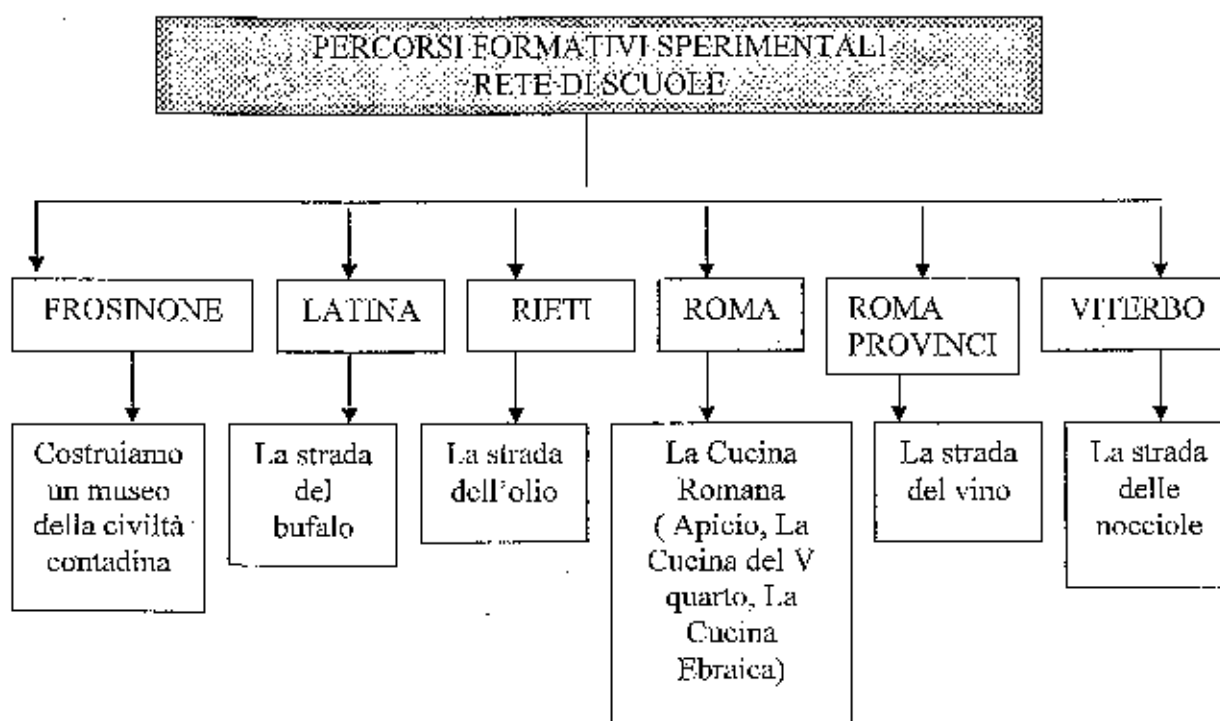 PERCORSI FORMATIVI SPERIMENTALI
RETE DI SCUOLE
FROSINONE
LATINA
RIETI
ROMA
ROMA
PROVINCI
VITERBO
Costruiamo
un museo
della civiltà
contadina
La strada
del
bufalo
La strada
dell'olio
La Cucina
Romana
( Apicio, La
Cucina del V
quarto, La
Cucina
Ebraica)
La strada
del vino
La strada
delle
nocciole